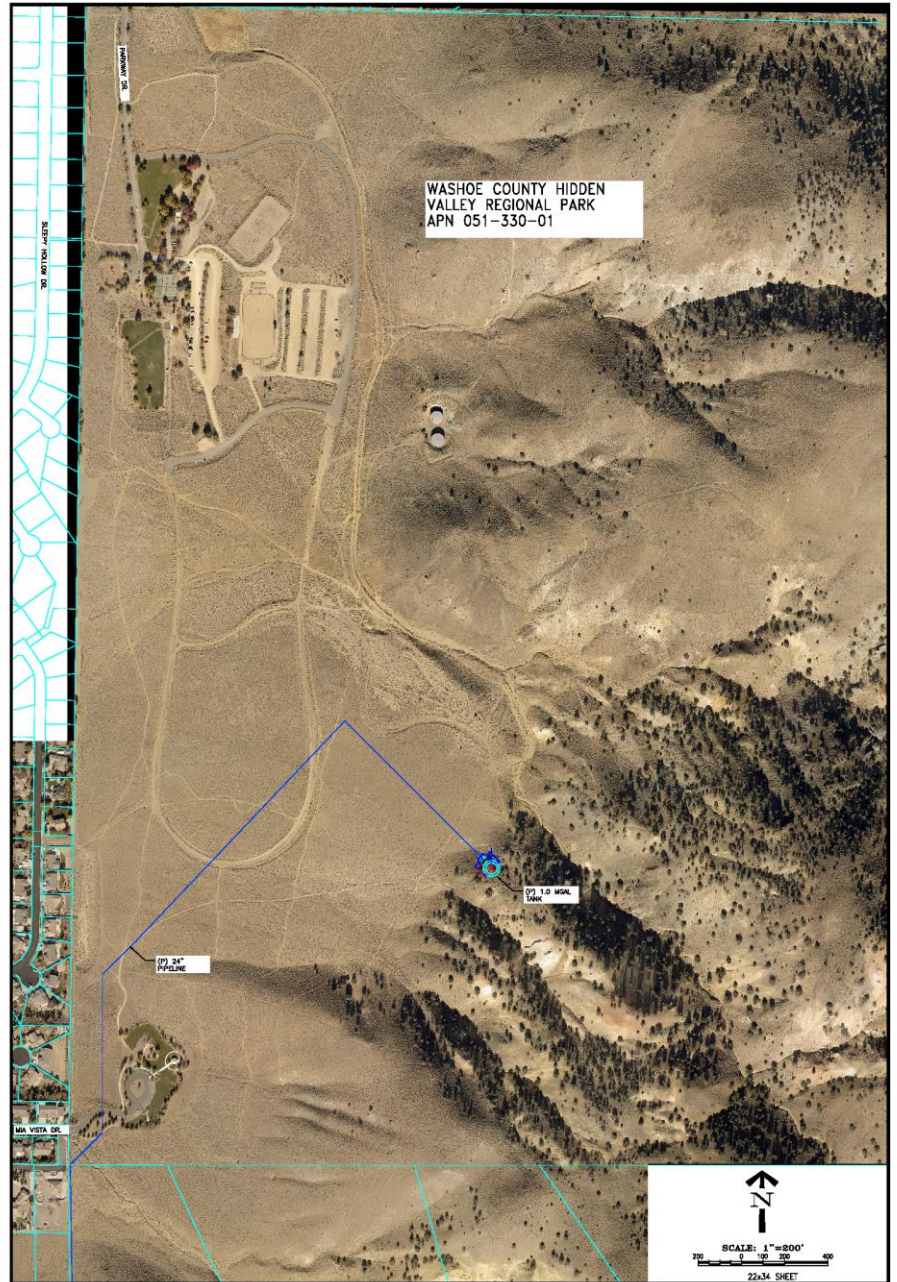 PARKWAY DR.
WASHOE COUNTY HIDDEN
VALLEY REGIONAL PARK
APN 051-330-01
SLEEPY HOLLOW DR.
(P) 1.0 MGAL
TANK
(P) 24"
PIPELINE
MIA VISTA DR.
N
SCALE: 1"=200'
200 0 100 200 400
22x34 SHEET